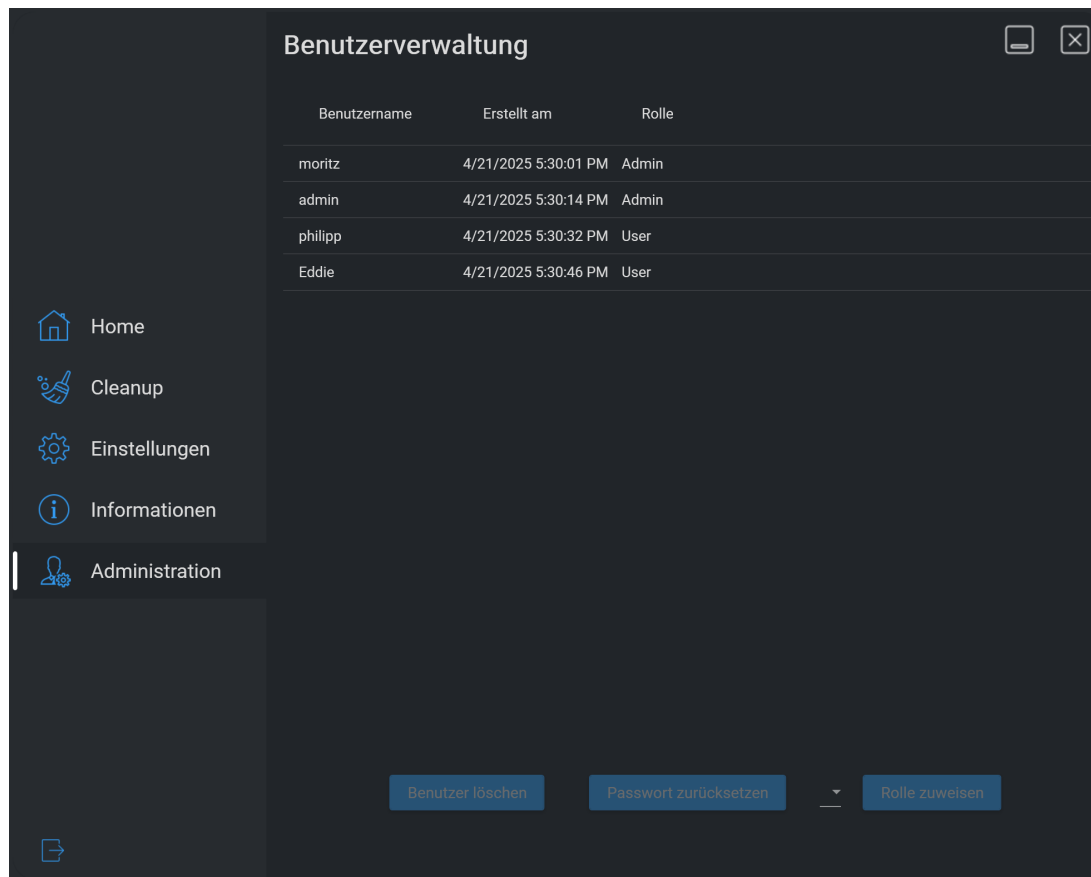 Benutzerverwaltung
Benutzername Erstellt am Rolle
moritz 4/21/2025 5:30:01 PM Admin
admin 4/21/2025 5:30:14 PM Admin
philipp 4/21/2025 5:30:32 PM User
Eddie 4/21/2025 5:30:46 PM User
Home
Cleanup
Einstellungen
Informationen
Administration
Benutzer löschen Passwort zurücksetzen Rolle zuweisen